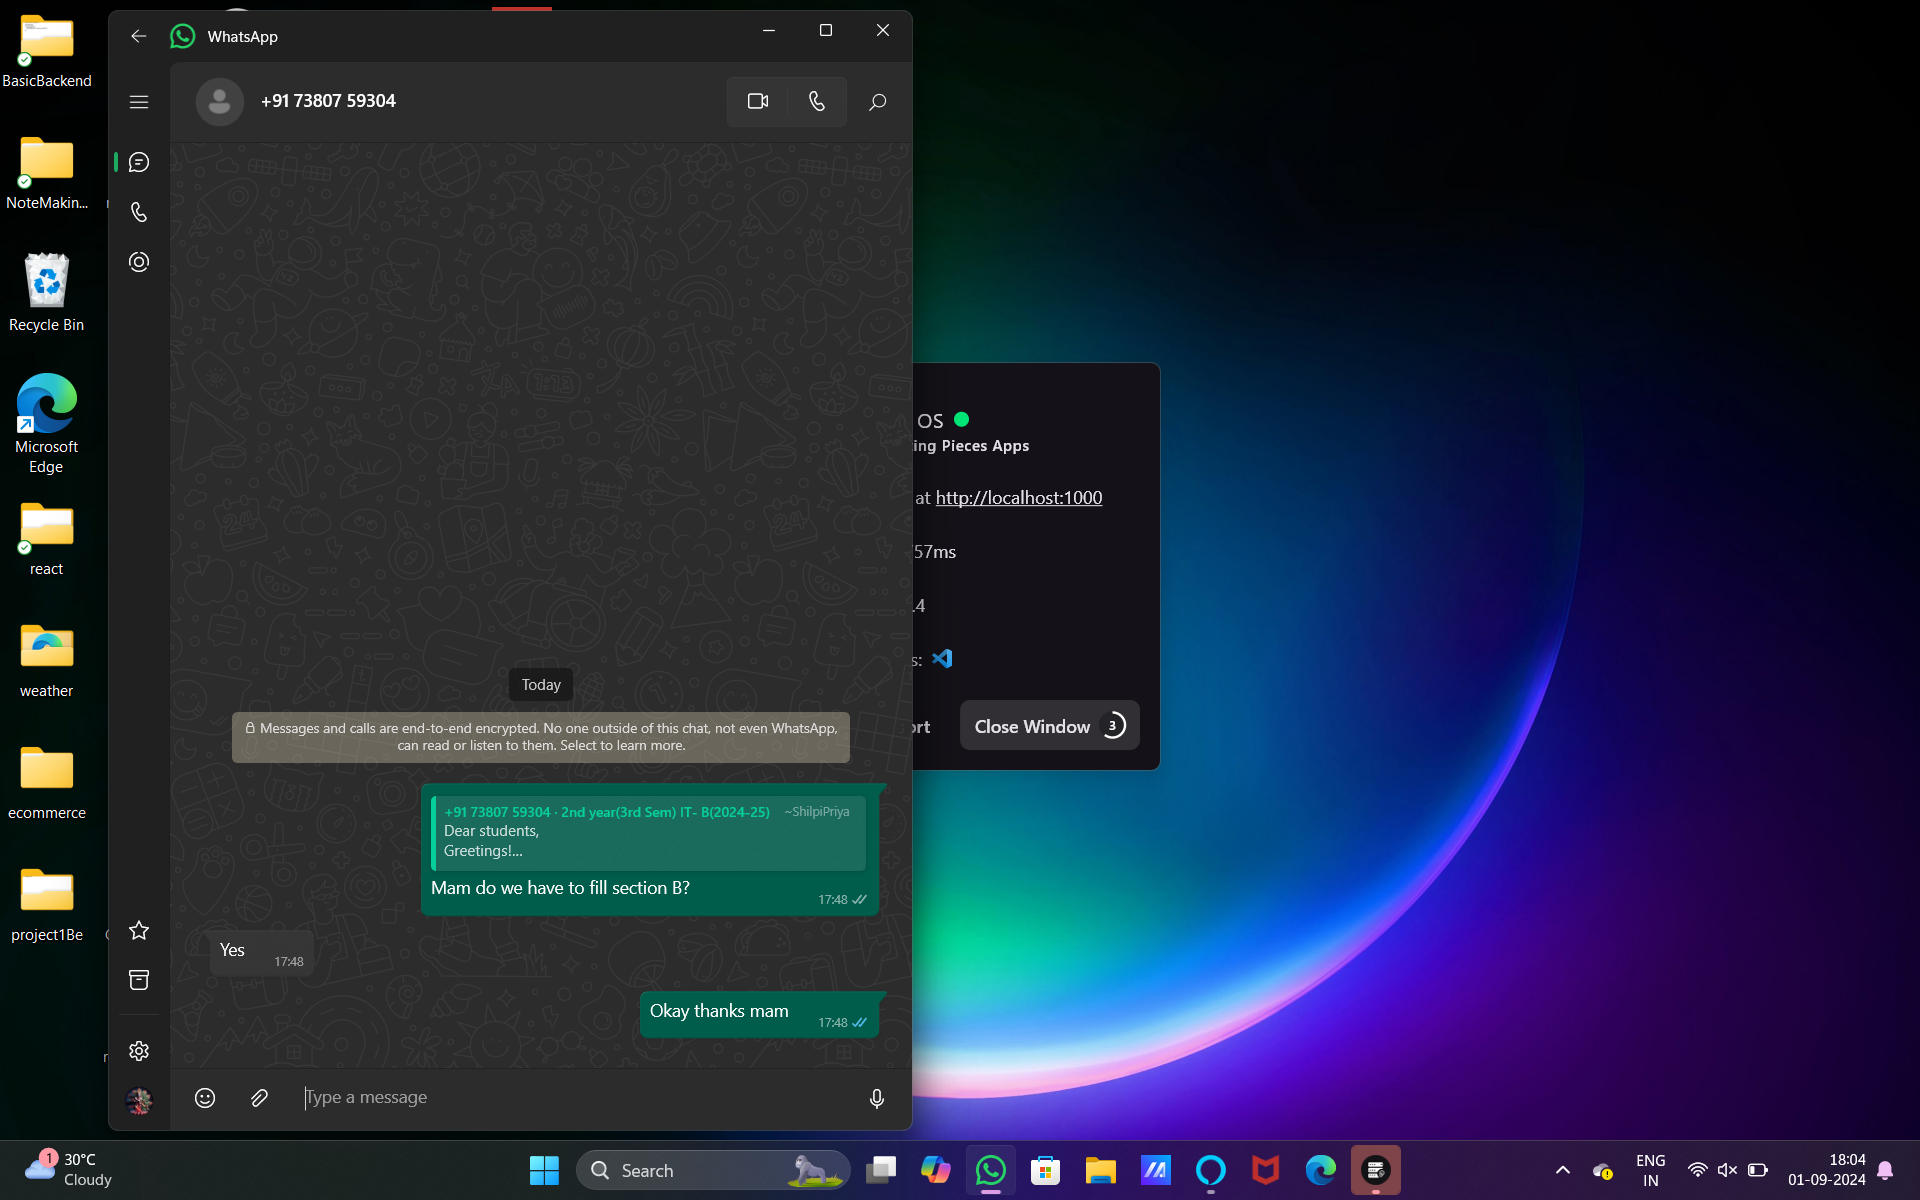 BasicBackend
NoteMakin...
Recycle Bin
Microsoft
Edge
react
weather
ecommerce
project1Be
WhatsApp
+91 73807 59304
Today
Messages and calls are end-to-end encrypted. No one outside of this chat, not even WhatsApp,
can read or listen to them. Select to learn more.
+91 73807 59304 · 2nd year(3rd Sem) IT- B(2024-25) ~ShilpiPriya
Dear students,
Greetings!...
Mam do we have to fill section B?
17:48
Yes
17:48
Okay thanks mam
17:48
Type a message
OS
ing Pieces Apps
at http://localhost:1000
57ms
.4
s:
ort
Close Window 3
1
30°C
Cloudy
Search
ENG
IN
18:04
01-09-2024